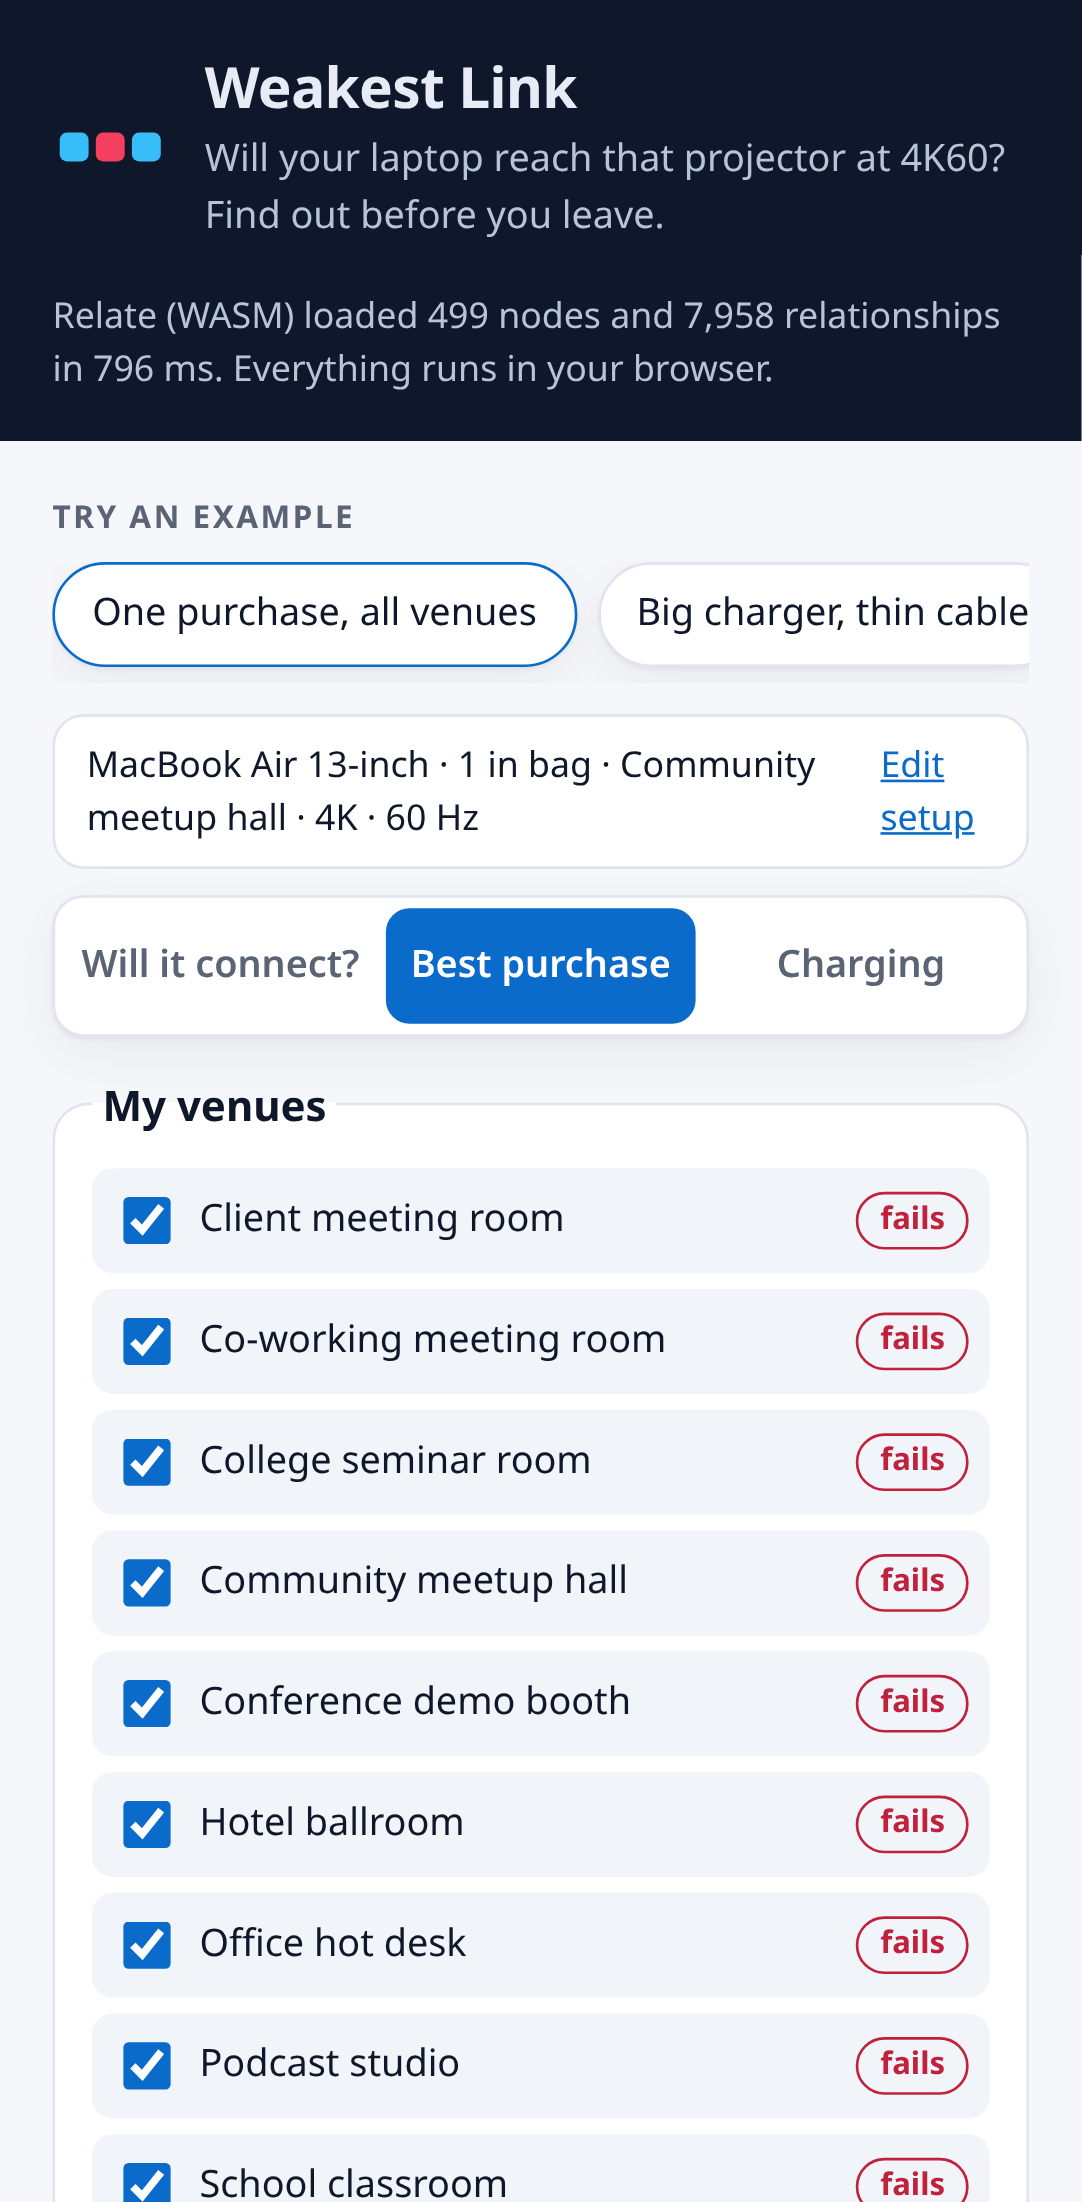 Weakest Link
Will your laptop reach that projector at 4K60?
Find out before you leave.
Relate (WASM) loaded 499 nodes and 7,958 relationships
in 796 ms. Everything runs in your browser.
TRY AN EXAMPLE
One purchase, all venues
Big charger, thin cable
MacBook Air 13-inch · 1 in bag · Community
meetup hall · 4K · 60 Hz
Edit
setup
Will it connect?
Best purchase
Charging
My venues
Client meeting room
fails
Co-working meeting room
fails
College seminar room
fails
Community meetup hall
fails
Conference demo booth
fails
Hotel ballroom
fails
Office hot desk
fails
Podcast studio
fails
School classroom
fails